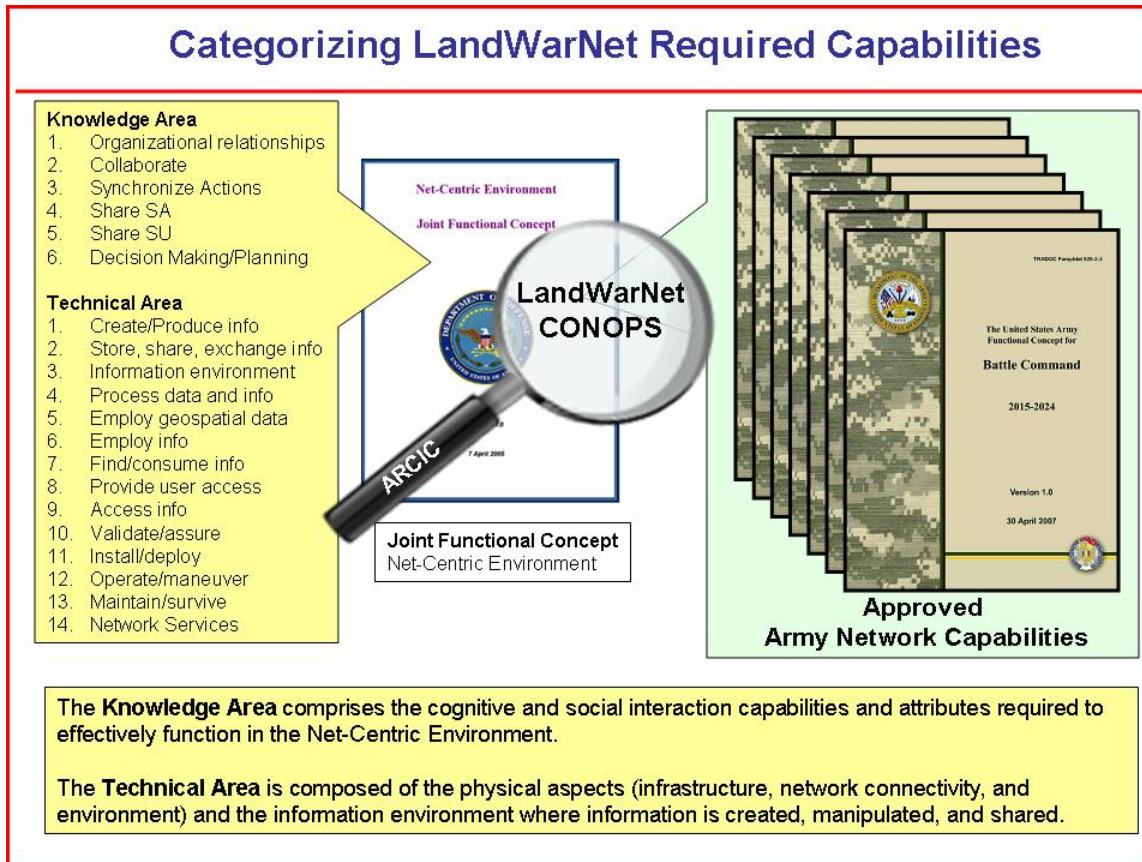 Categorizing LandWarNet Required Capabilities
Knowledge Area
1. Organizational relationships
2. Collaborate
3. Synchronize Actions
4. Share SA
5. Share SU
6. Decision Making/Planning
Technical Area
1. Create/Produce info
2. Store, share, exchange info
3. Information environment
4. Process data and info
5. Employ geospatial data
6. Employ info
7. Find/consume info
8. Provide user access
9. Access info
10. Validate/assure
11. Install/deploy
12. Operate/maneuver
13. Maintain/survive
14. Network Services
Net-Centric Environment
Joint Functional Concept
LandWarNet
CONOPS
ARCIC
7 April 2005
Joint Functional Concept
Net-Centric Environment
TRADOC Pamphlet 525-3-3
The United States Army
Functional Concept for
Battle Command
2015-2024
Version 1.0
30 April 2007
Approved
Army Network Capabilities
The Knowledge Area comprises the cognitive and social interaction capabilities and attributes required to
effectively function in the Net-Centric Environment.
The Technical Area is composed of the physical aspects (infrastructure, network connectivity, and
environment) and the information environment where information is created, manipulated, and shared.